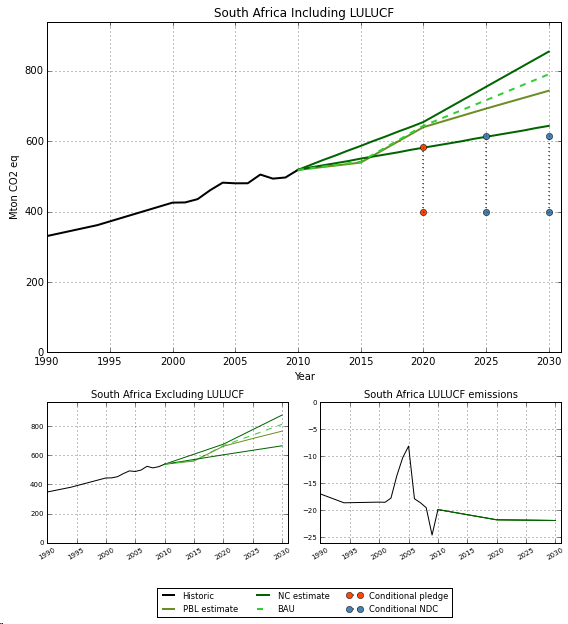 South Africa Including LULUCF
800
600
400
200
0
Mton CO2 eq
1990 1995 2000 2005 2010 2015 2020 2025 2030
Year
South Africa Excluding LULUCF
800
600
400
200
0
1990 1995 2000 2005 2010 2015 2020 2025 2030
South Africa LULUCF emissions
0
−5
−10
−15
−20
−25
1990 1995 2000 2005 2010 2015 2020 2025 2030
Historic NC estimate Conditional pledge
PBL estimate BAU Conditional NDC